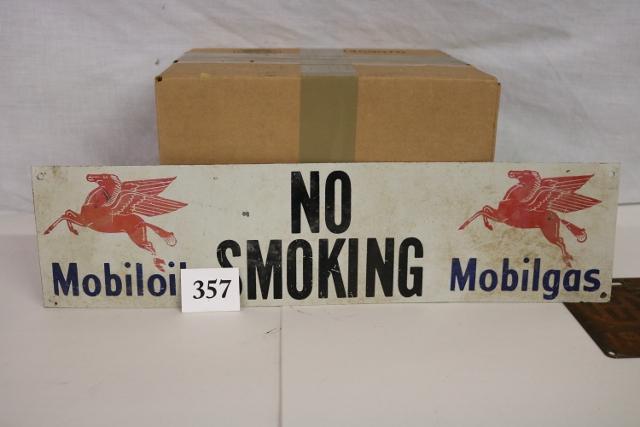 NO
SMOKING
Mobiloil
357
Mobilgas